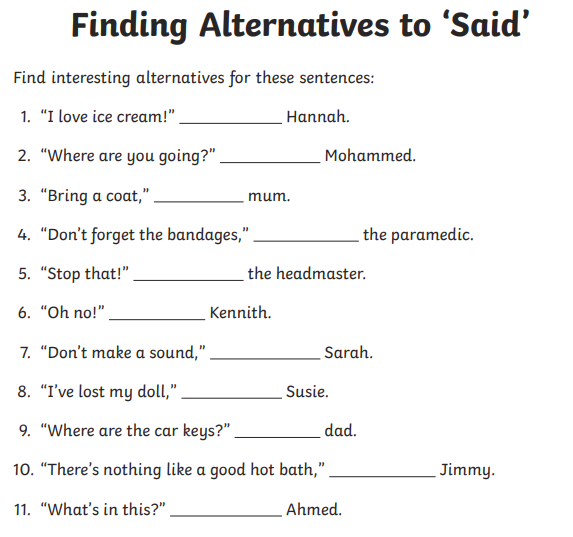 Finding Alternatives to ‘Said’
Find interesting alternatives for these sentences:
1. “I love ice cream!” ____________ Hannah.
2. “Where are you going?” ____________ Mohammed.
3. “Bring a coat,” ___________ mum.
4. “Don’t forget the bandages,” ____________ the paramedic.
5. “Stop that!” _____________ the headmaster.
6. “Oh no!” ___________ Kennith.
7. “Don’t make a sound,” _____________ Sarah.
8. “I’ve lost my doll,” ____________ Susie.
9. “Where are the car keys?” __________ dad.
10. “There’s nothing like a good hot bath,” ____________ Jimmy.
11. “What’s in this?” _____________ Ahmed.